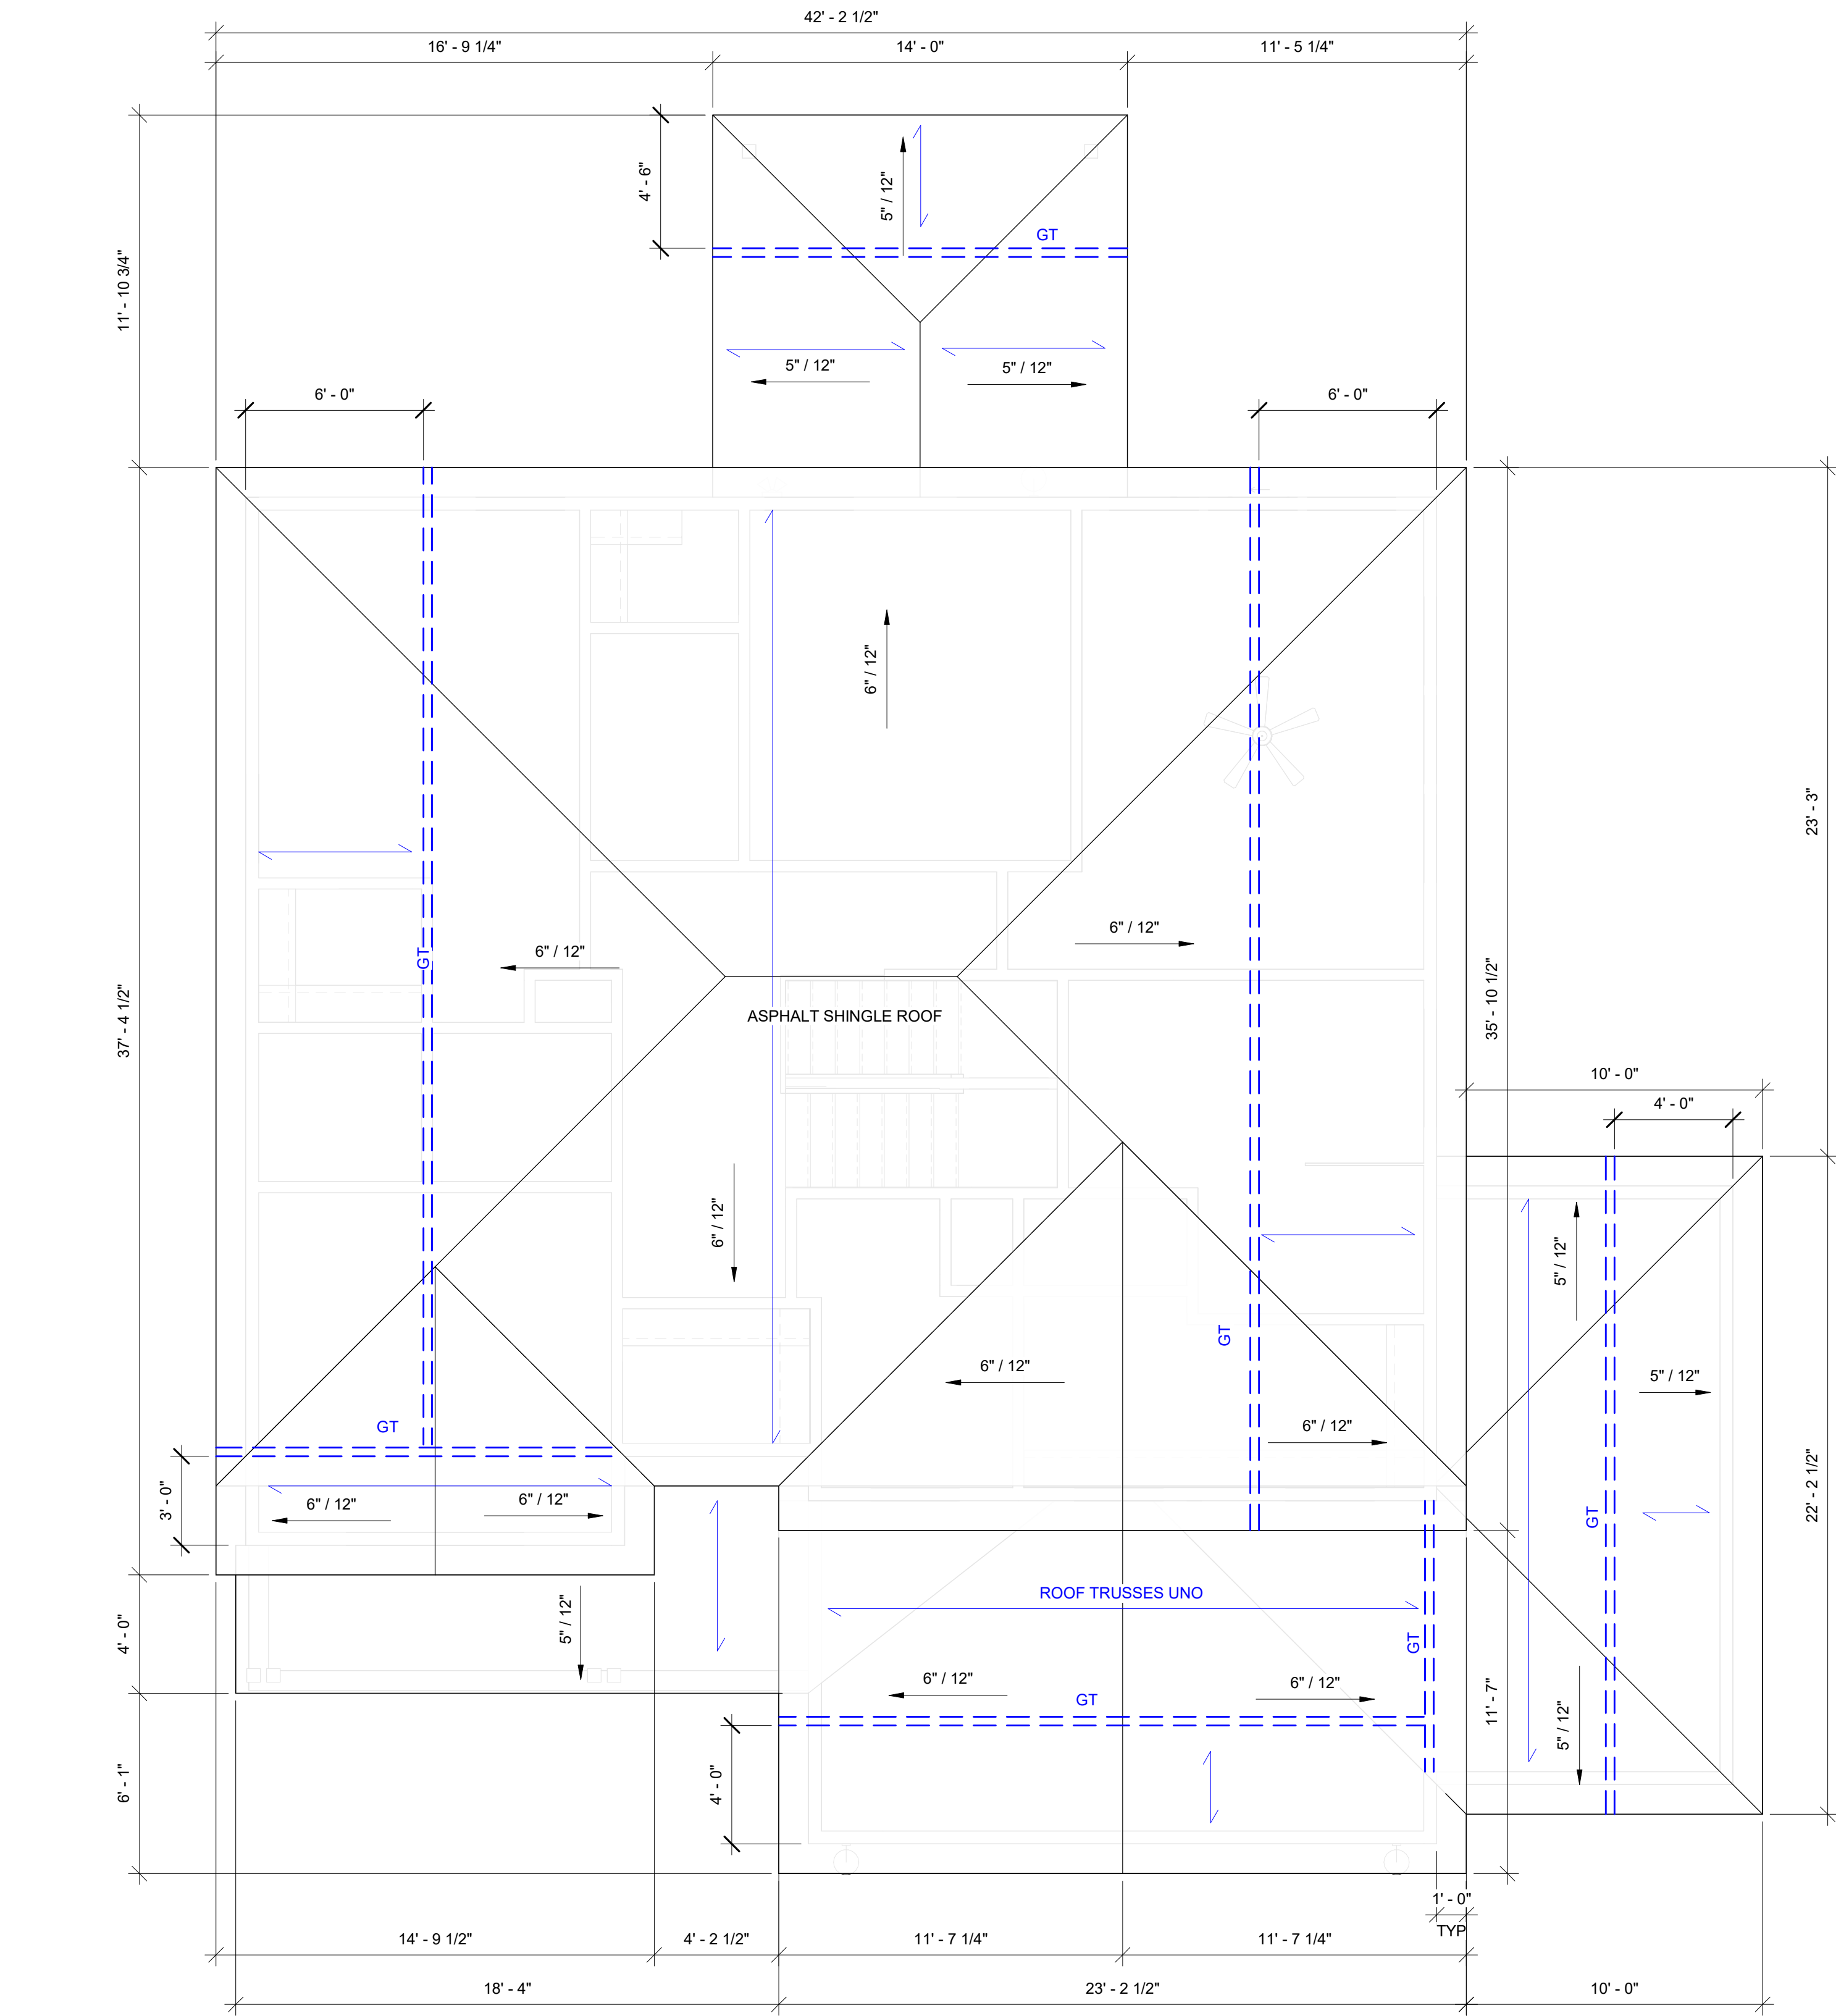 42' - 2 1/2"
16' - 9 1/4"
14' - 0"
11' - 5 1/4"
4' - 6"
5" / 12"
GT
11' - 10 3/4"
5" / 12"
5" / 12"
6' - 0"
6' - 0"
6" / 12"
23' - 3"
6" / 12"
6" / 12"
GT
37' - 4 1/2"
ASPHALT SHINGLE ROOF
35' - 10 1/2"
10' - 0"
4' - 0"
6" / 12"
5" / 12"
GT
6" / 12"
5" / 12"
GT
6" / 12"
3' - 0"
6" / 12"
6" / 12"
GT
22' - 2 1/2"
4' - 0"
5" / 12"
ROOF TRUSSES UNO
GT
6" / 12"
6" / 12"
GT
11' - 7"
5" / 12"
6' - 1"
4' - 0"
1' - 0"
TYP
14' - 9 1/2"
4' - 2 1/2"
11' - 7 1/4"
11' - 7 1/4"
18' - 4"
23' - 2 1/2"
10' - 0"